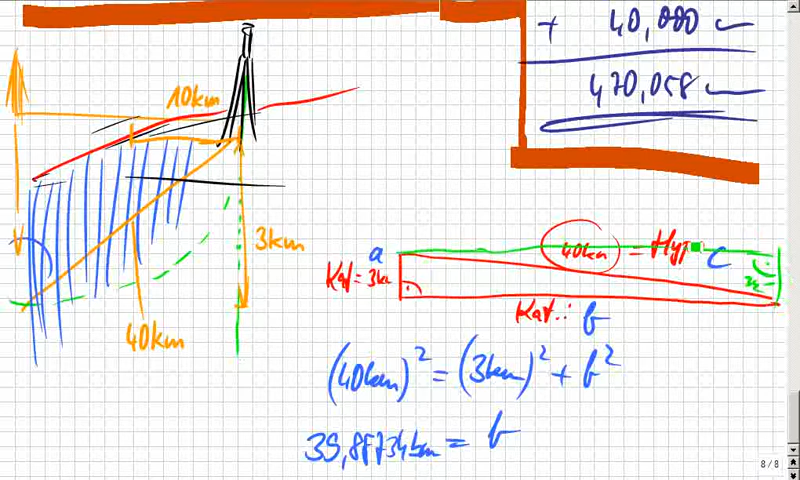 + 40,000
470,058
10km
3km
40km
a
40km = Hyp
c
Kat = 3km
Kat.: b
(40km)² = (3km)² + b²
39,88734km = b
8/8